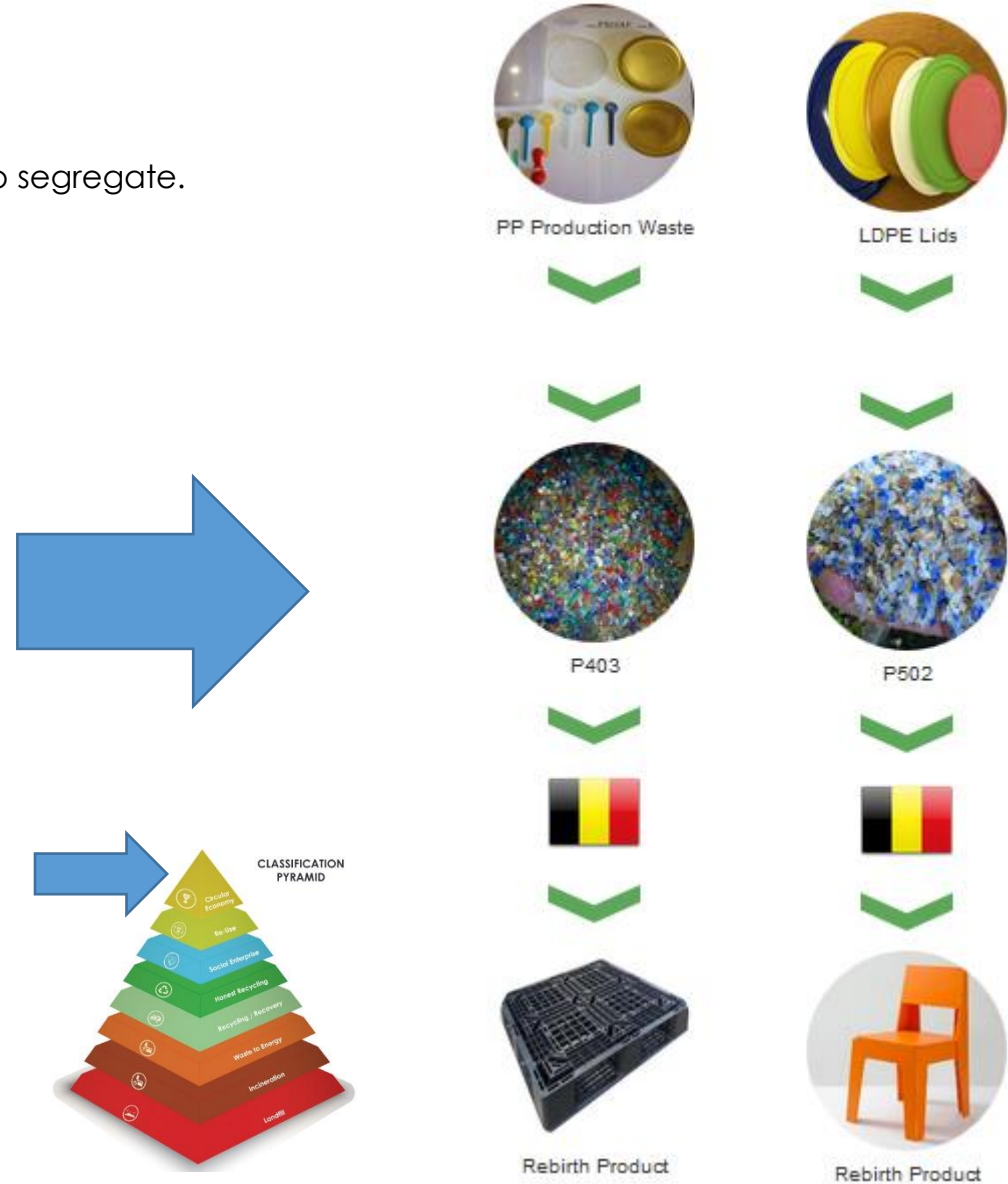 o segregate.
PP Production Waste
LDPE Lids
P403
P502
CLASSIFICATION
PYRAMID
Circular
Economy
Re-Use
Social Enterprise
Honest Recycling
Recycling / Recovery
Waste to Energy
Incineration
Landfill
Rebirth Product
Rebirth Product